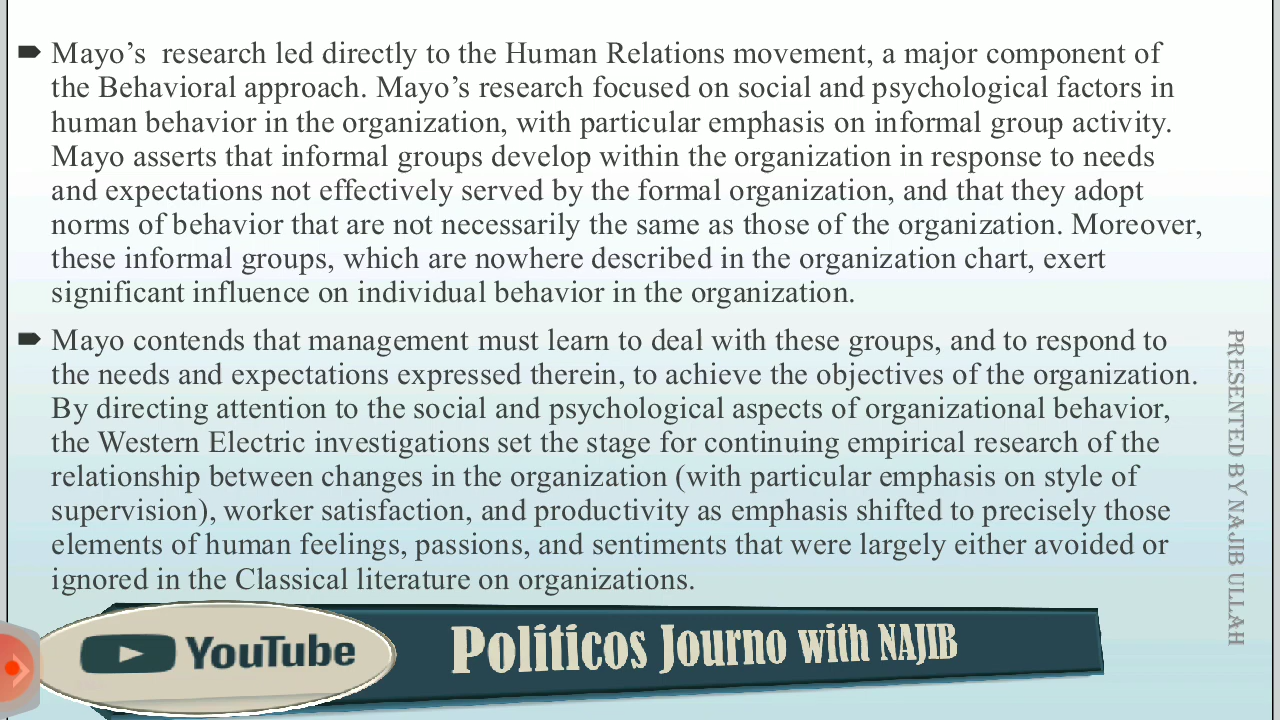 Mayo’s  research led directly to the Human Relations movement, a major component of
the Behavioral approach. Mayo’s research focused on social and psychological factors in
human behavior in the organization, with particular emphasis on informal group activity.
Mayo asserts that informal groups develop within the organization in response to needs
and expectations not effectively served by the formal organization, and that they adopt
norms of behavior that are not necessarily the same as those of the organization. Moreover,
these informal groups, which are nowhere described in the organization chart, exert
significant influence on individual behavior in the organization.
Mayo contends that management must learn to deal with these groups, and to respond to
the needs and expectations expressed therein, to achieve the objectives of the organization.
By directing attention to the social and psychological aspects of organizational behavior,
the Western Electric investigations set the stage for continuing empirical research of the
relationship between changes in the organization (with particular emphasis on style of
supervision), worker satisfaction, and productivity as emphasis shifted to precisely those
elements of human feelings, passions, and sentiments that were largely either avoided or
ignored in the Classical literature on organizations.
PRESENTED BY NAJIB ULLAH
YouTube
Politicos Journo with NAJIB